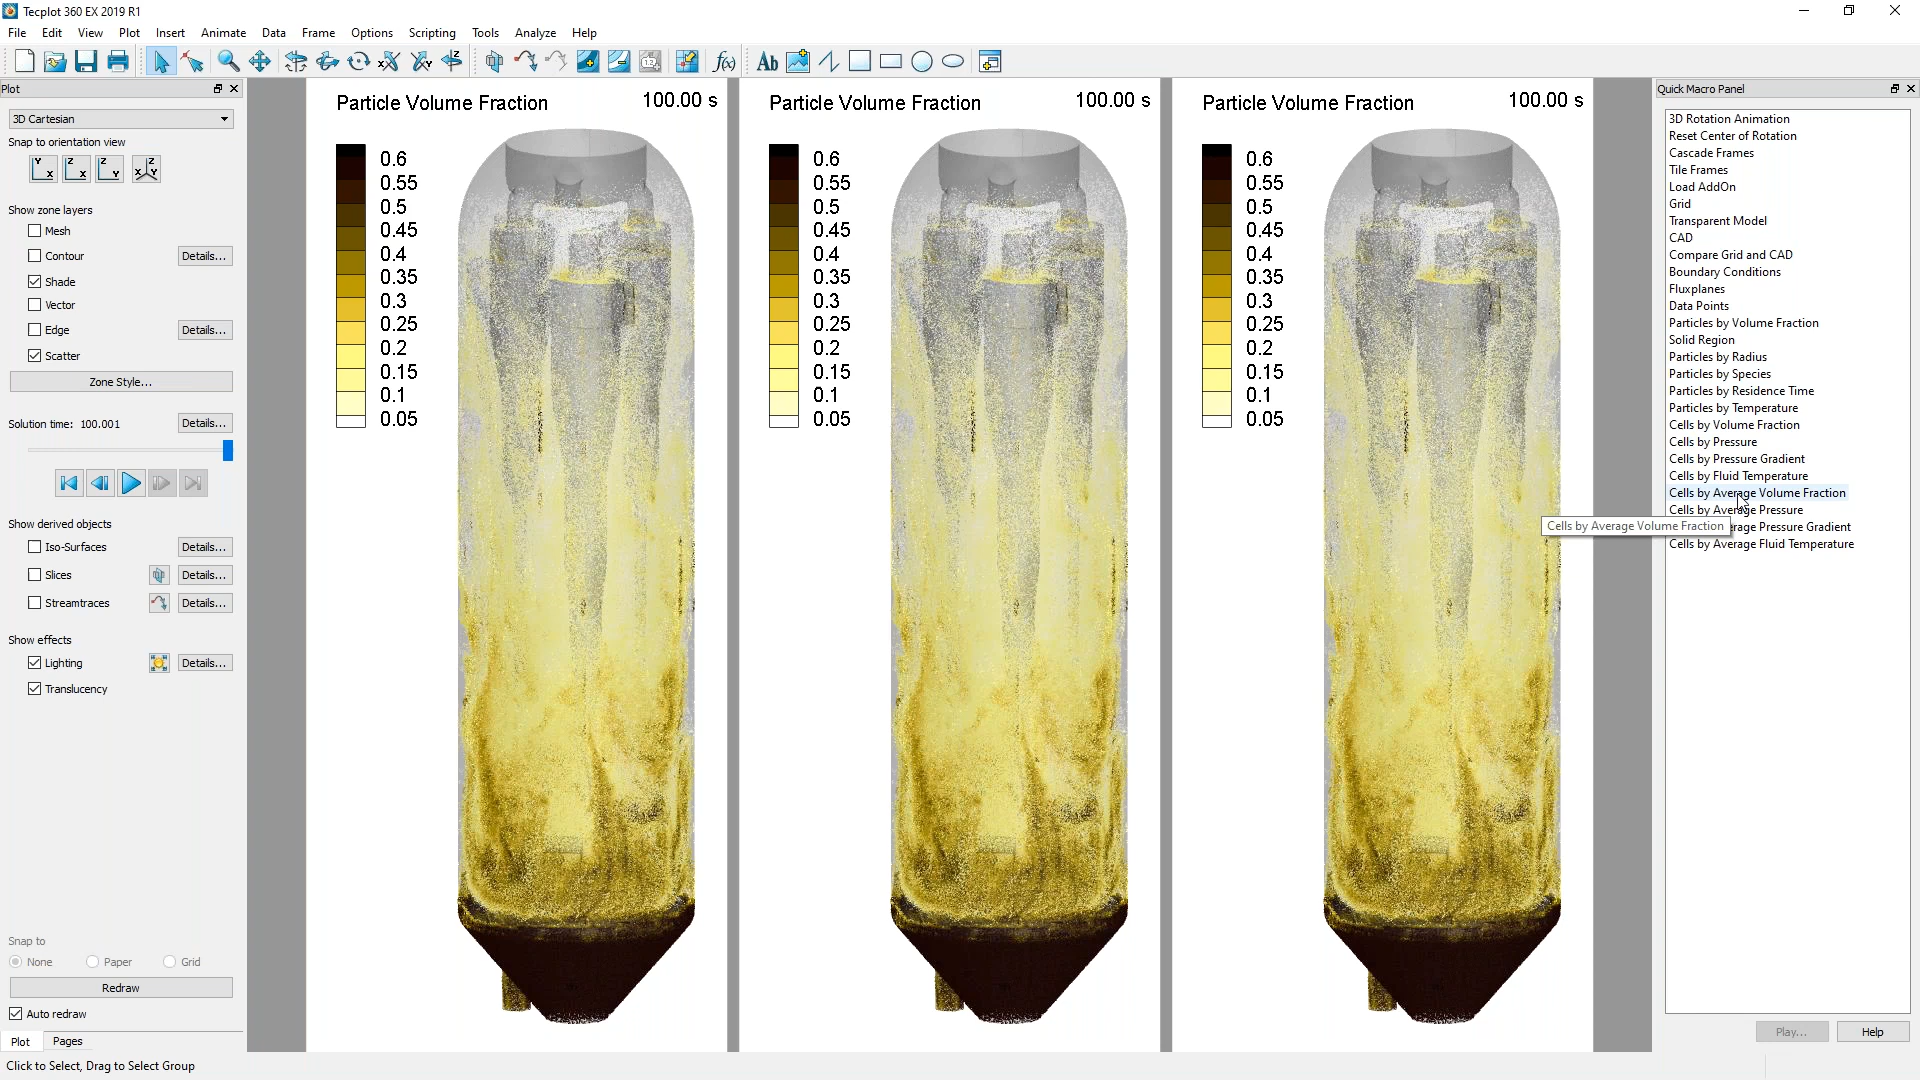 Tecplot 360 EX 2019 R1
File Edit View Plot Insert Animate Data Frame Options Scripting Tools Analyze Help
Plot
3D Cartesian
Snap to orientation view
Show zone layers
Mesh
Contour Details...
Shade
Vector
Edge Details...
Scatter
Zone Style...
Solution time: 100.001 Details...
Show derived objects
Iso-Surfaces Details...
Slices Details...
Streamtraces Details...
Show effects
Lighting Details...
Translucency
Snap to
None Paper Grid
Redraw
Auto redraw
Plot Pages
Click to Select, Drag to Select Group
Particle Volume Fraction 100.00 s
0.6
0.55
0.5
0.45
0.4
0.35
0.3
0.25
0.2
0.15
0.1
0.05
Particle Volume Fraction 100.00 s
0.6
0.55
0.5
0.45
0.4
0.35
0.3
0.25
0.2
0.15
0.1
0.05
Particle Volume Fraction 100.00 s
0.6
0.55
0.5
0.45
0.4
0.35
0.3
0.25
0.2
0.15
0.1
0.05
Quick Macro Panel
3D Rotation Animation
Reset Center of Rotation
Cascade Frames
Tile Frames
Load AddOn
Grid
Transparent Model
CAD
Compare Grid and CAD
Boundary Conditions
Fluxplanes
Data Points
Particles by Volume Fraction
Solid Region
Particles by Radius
Particles by Species
Particles by Residence Time
Particles by Temperature
Cells by Volume Fraction
Cells by Pressure
Cells by Pressure Gradient
Cells by Fluid Temperature
Cells by Average Volume Fraction
Cells by Average Pressure
Cells by Average Volume Fraction
erage Pressure Gradient
Cells by Average Fluid Temperature
Play... Help